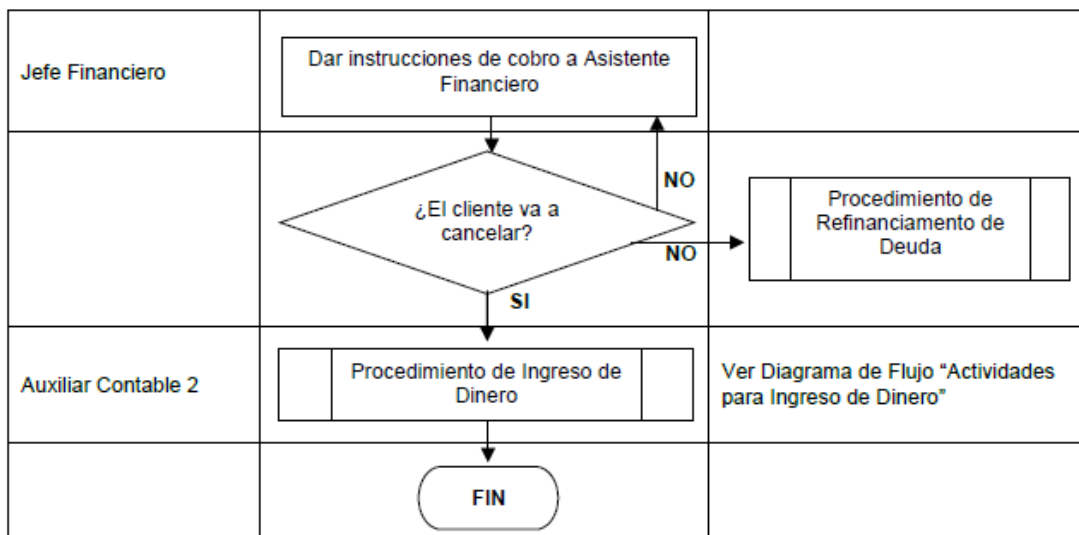 Jefe Financiero
Dar instrucciones de cobro a Asistente
Financiero
¿El cliente va a
cancelar?
NO
NO
SI
Procedimiento de
Refinanciamiento de
Deuda
Auxiliar Contable 2
Procedimiento de Ingreso de
Dinero
Ver Diagrama de Flujo “Actividades
para Ingreso de Dinero”
FIN